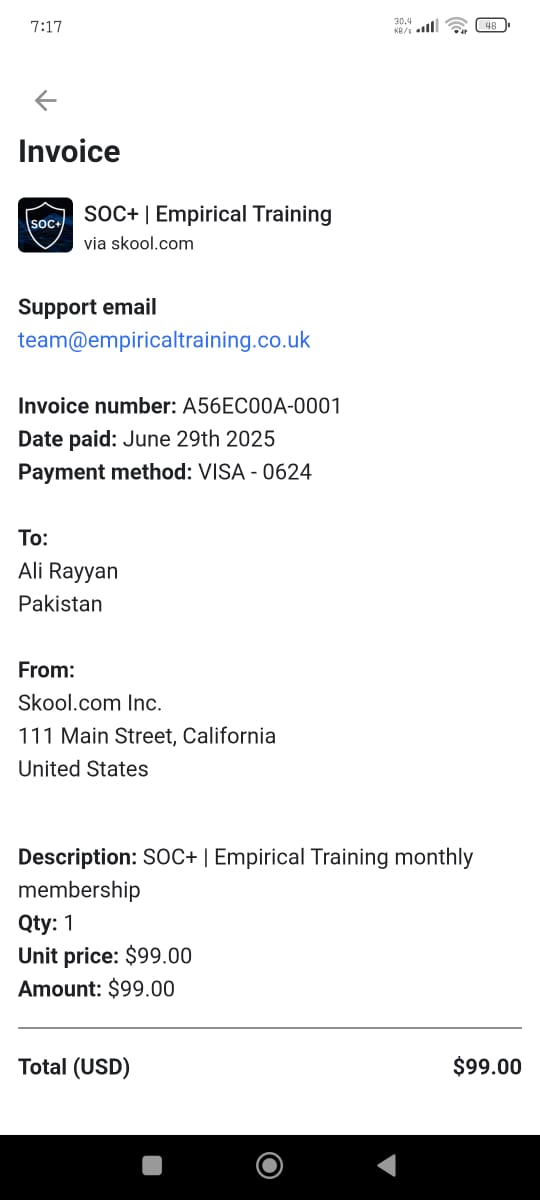 7:17
30.4
KB/s
48
Invoice
SOC+
SOC+ | Empirical Training
via skool.com
Support email
team@empiricaltraining.co.uk
Invoice number: A56EC00A-0001
Date paid: June 29th 2025
Payment method: VISA - 0624
To:
Ali Rayyan
Pakistan
From:
Skool.com Inc.
111 Main Street, California
United States
Description: SOC+ | Empirical Training monthly
membership
Qty: 1
Unit price: $99.00
Amount: $99.00
Total (USD) $99.00